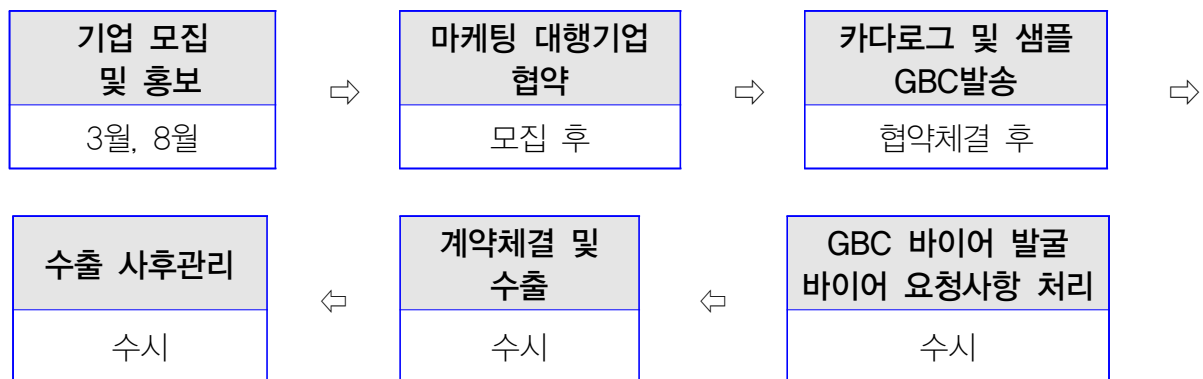 기업 모집
및 홍보
3월, 8월
⇨
마케팅 대행기업
협약
모집 후
⇨
카다로그 및 샘플
GBC발송
협약체결 후
⇨
수출 사후관리
수시
⇦
계약체결 및
수출
수시
⇦
GBC 바이어 발굴
바이어 요청사항 처리
수시